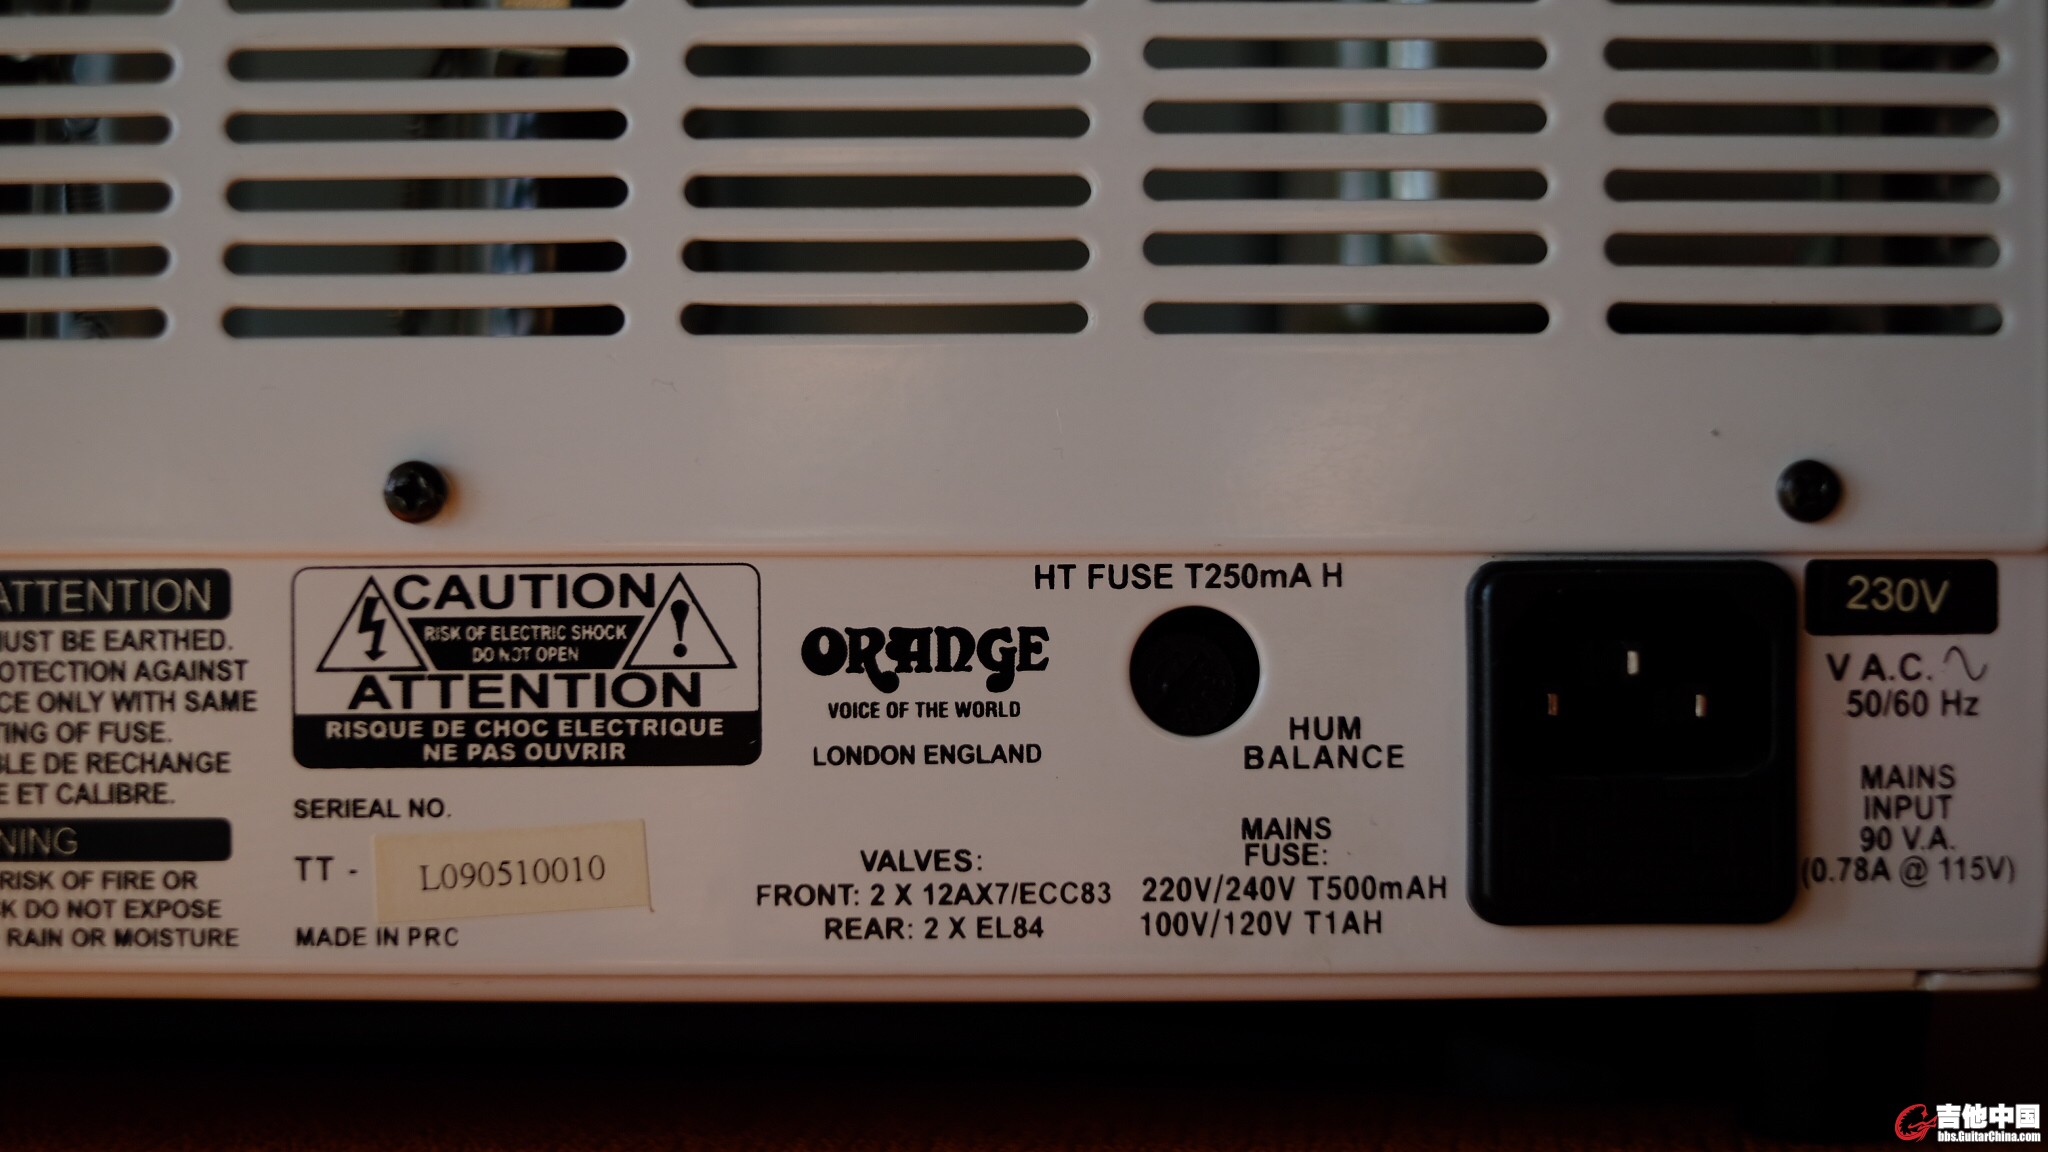 ATTENTION
MUST BE EARTHED.
OTECTION AGAINST
CE ONLY WITH SAME
TING OF FUSE.
BLE DE RECHANGE
E ET CALIBRE.
NING
RISK OF FIRE OR
K DO NOT EXPOSE
RAIN OR MOISTURE
CAUTION
RISK OF ELECTRIC SHOCK
DO NOT OPEN
ATTENTION
RISQUE DE CHOC ELECTRIQUE
NE PAS OUVRIR
SERIEAL NO.
TT - L090510010
MADE IN PRC
ORANGE
VOICE OF THE WORLD
LONDON ENGLAND
VALVES:
FRONT: 2 X 12AX7/ECC83
REAR: 2 X EL84
HT FUSE T250mA H
HUM
BALANCE
MAINS
FUSE:
220V/240V T500mAH
100V/120V T1AH
230V
V A.C.
50/60 Hz
MAINS
INPUT
90 V.A.
(0.78A @ 115V)
吉他中国
bbs.GuitarChina.com